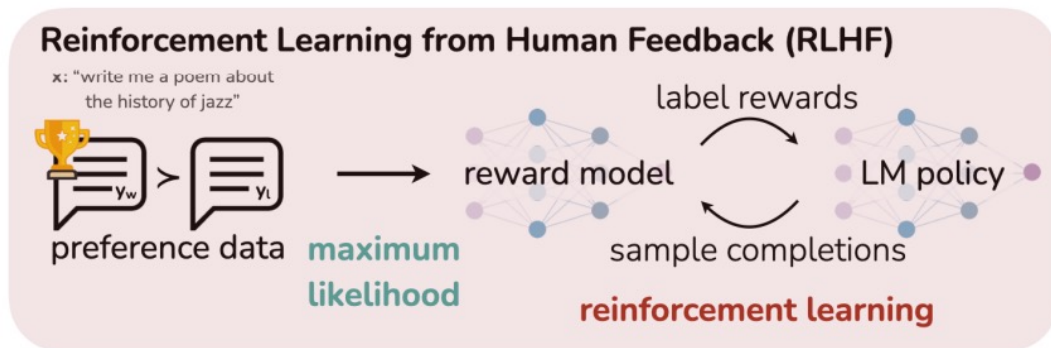 Reinforcement Learning from Human Feedback (RLHF)
x: “write me a poem about
the history of jazz”
label rewards
yw
≻
yl
reward model
LM policy
preference data
maximum
likelihood
sample completions
reinforcement learning